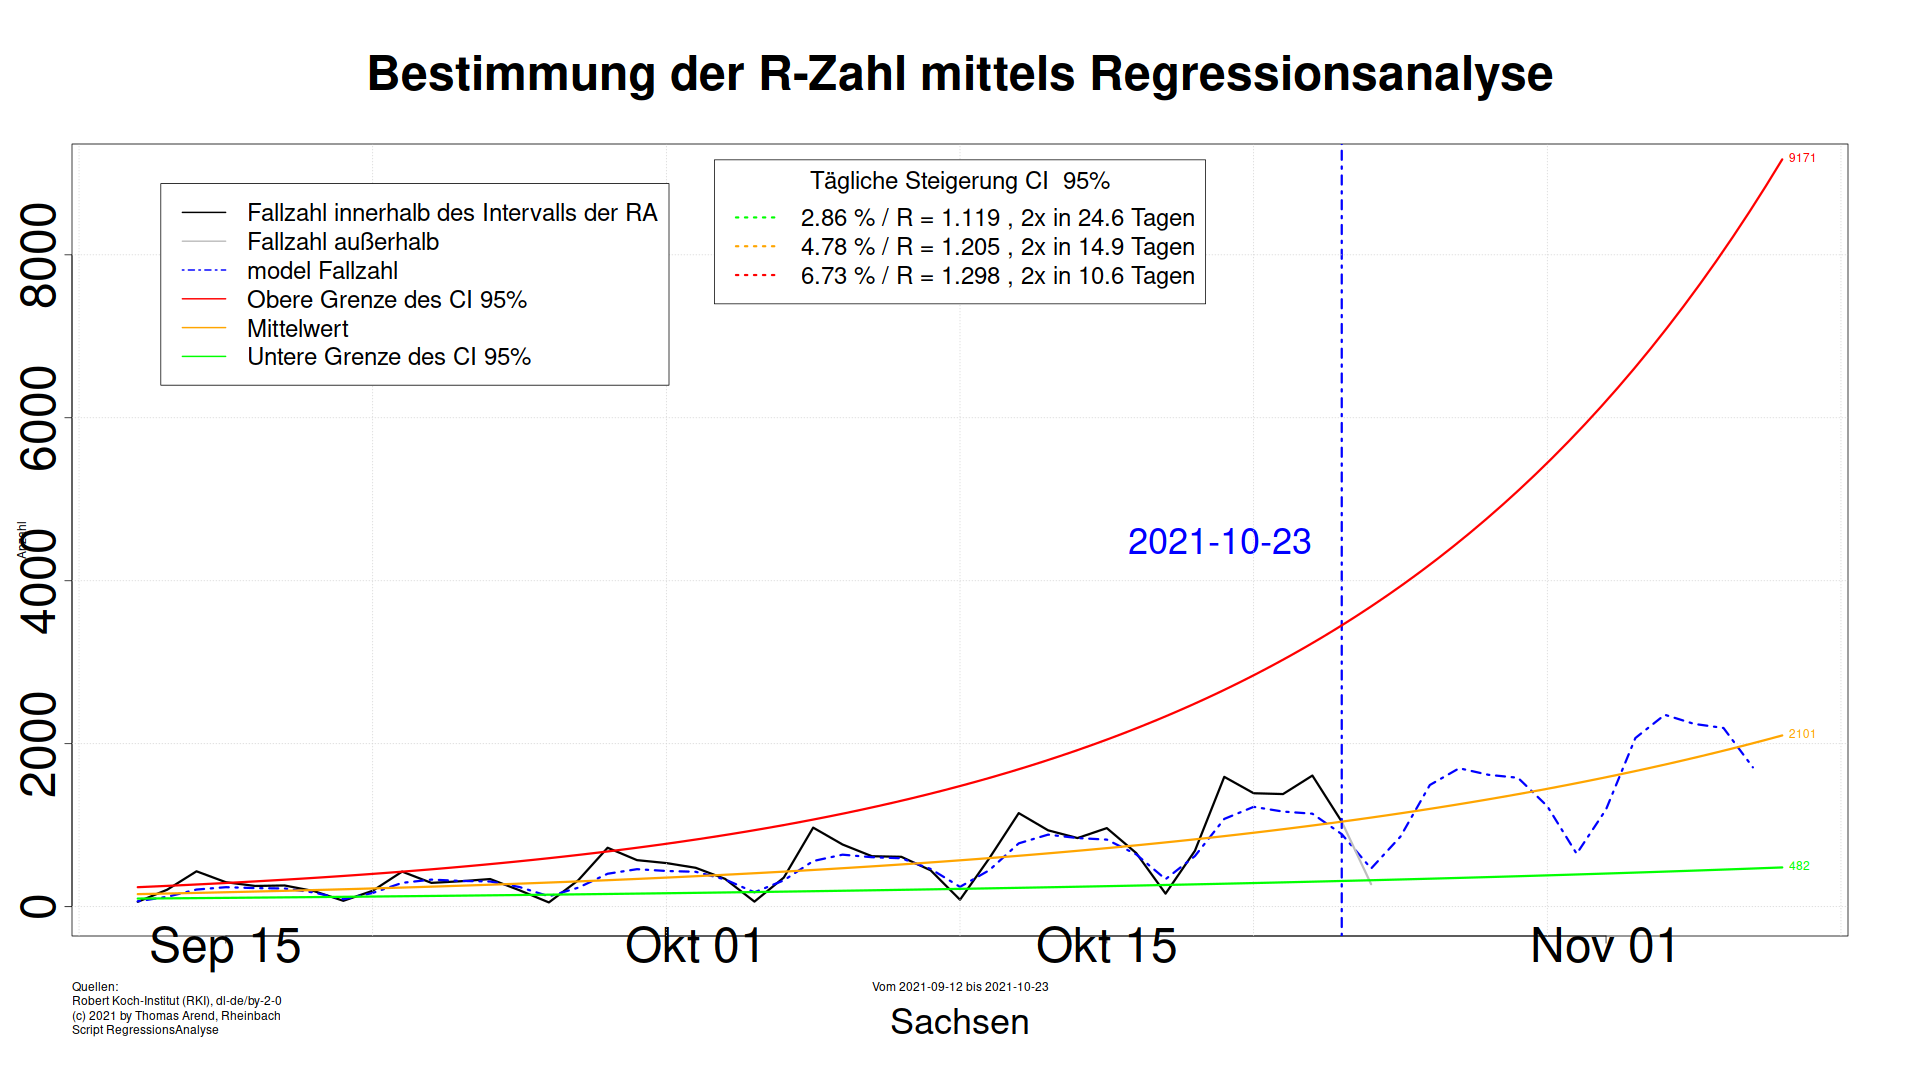 Bestimmung der R-Zahl mittels Regressionsanalyse
Fallzahl innerhalb des Intervalls der RA
Fallzahl außerhalb
model Fallzahl
Obere Grenze des CI 95%
Mittelwert
Untere Grenze des CI 95%
Tägliche Steigerung CI  95%
2.86 % / R = 1.119 , 2x in 24.6 Tagen
4.78 % / R = 1.205 , 2x in 14.9 Tagen
6.73 % / R = 1.298 , 2x in 10.6 Tagen
9171
2101
482
2021-10-23
Anzahl
8000
6000
4000
2000
0
Sep 15
Okt 01
Okt 15
Nov 01
Quellen:
Robert Koch-Institut (RKI), dl-de/by-2-0
(c) 2021 by Thomas Arend, Rheinbach
Script RegressionsAnalyse
Vom 2021-09-12 bis 2021-10-23
Sachsen